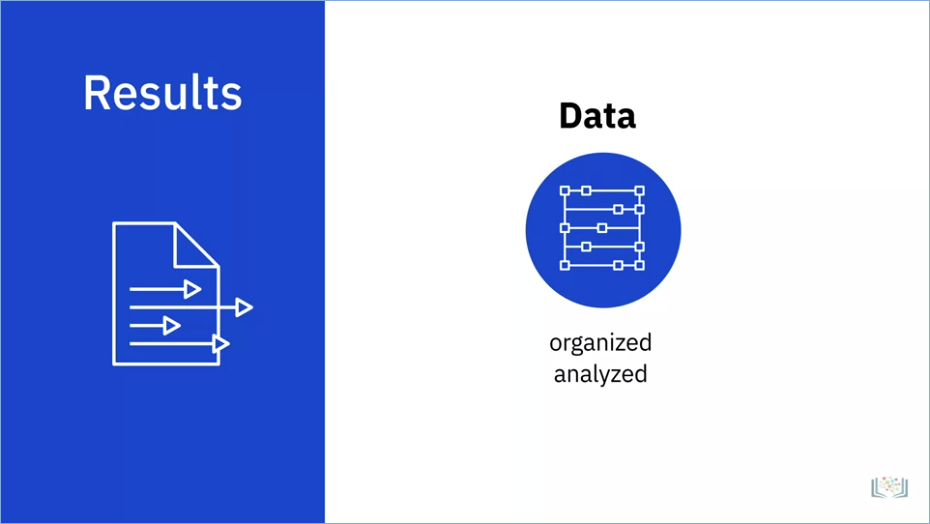 Results
Data
organized
analyzed